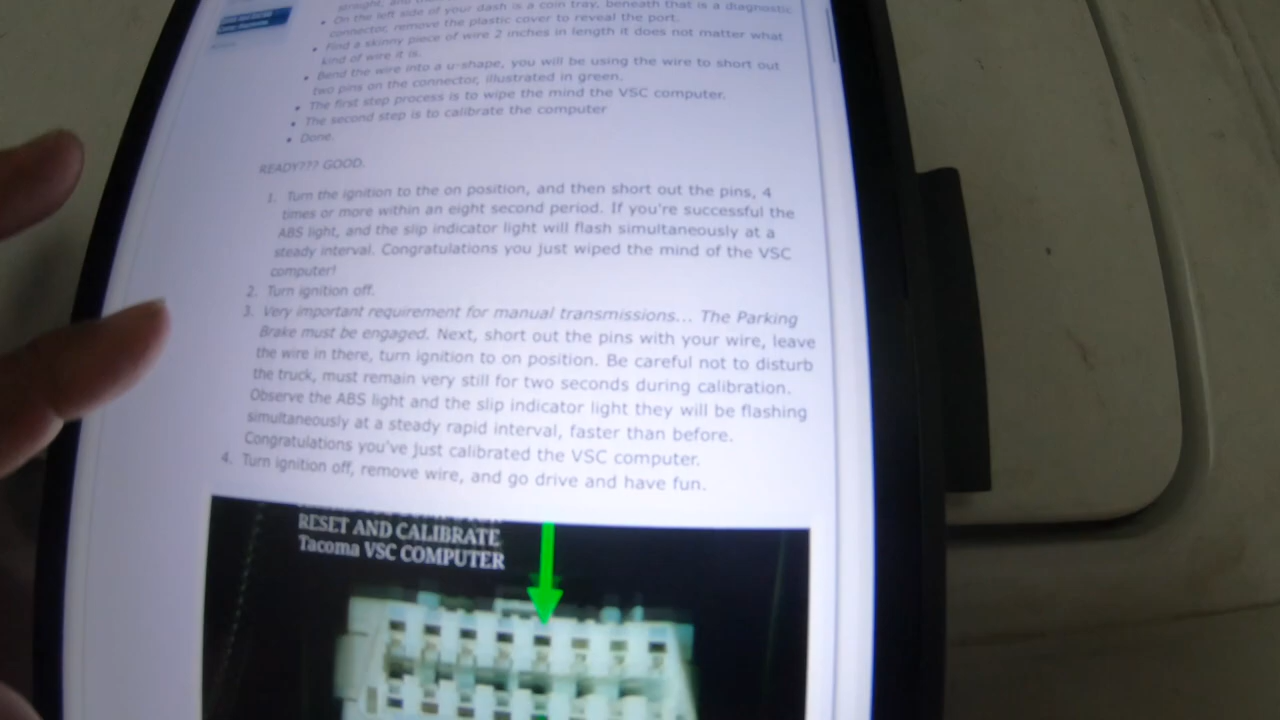 straight, and
• On the left side of your dash is a coin tray, beneath that is a diagnostic
connector, remove the plastic cover to reveal the port.
• Find a skinny piece of wire 2 inches in length it does not matter what
kind of wire it is.
• Bend the wire into a u-shape, you will be using the wire to short out
two pins on the connector, illustrated in green.
• The first step process is to wipe the mind the VSC computer.
• The second step is to calibrate the computer
• Done.
READY??? GOOD.
1. Turn the ignition to the on position, and then short out the pins, 4
times or more within an eight second period. If you're successful the
ABS light, and the slip indicator light will flash simultaneously at a
steady interval. Congratulations you just wiped the mind of the VSC
computer!
2. Turn ignition off.
3. Very important requirement for manual transmissions... The Parking
Brake must be engaged. Next, short out the pins with your wire, leave
the wire in there, turn ignition to on position. Be careful not to disturb
the truck, must remain very still for two seconds during calibration.
Observe the ABS light and the slip indicator light they will be flashing
simultaneously at a steady rapid interval, faster than before.
Congratulations you've just calibrated the VSC computer.
4. Turn ignition off, remove wire, and go drive and have fun.
RESET AND CALIBRATE
Tacoma VSC COMPUTER